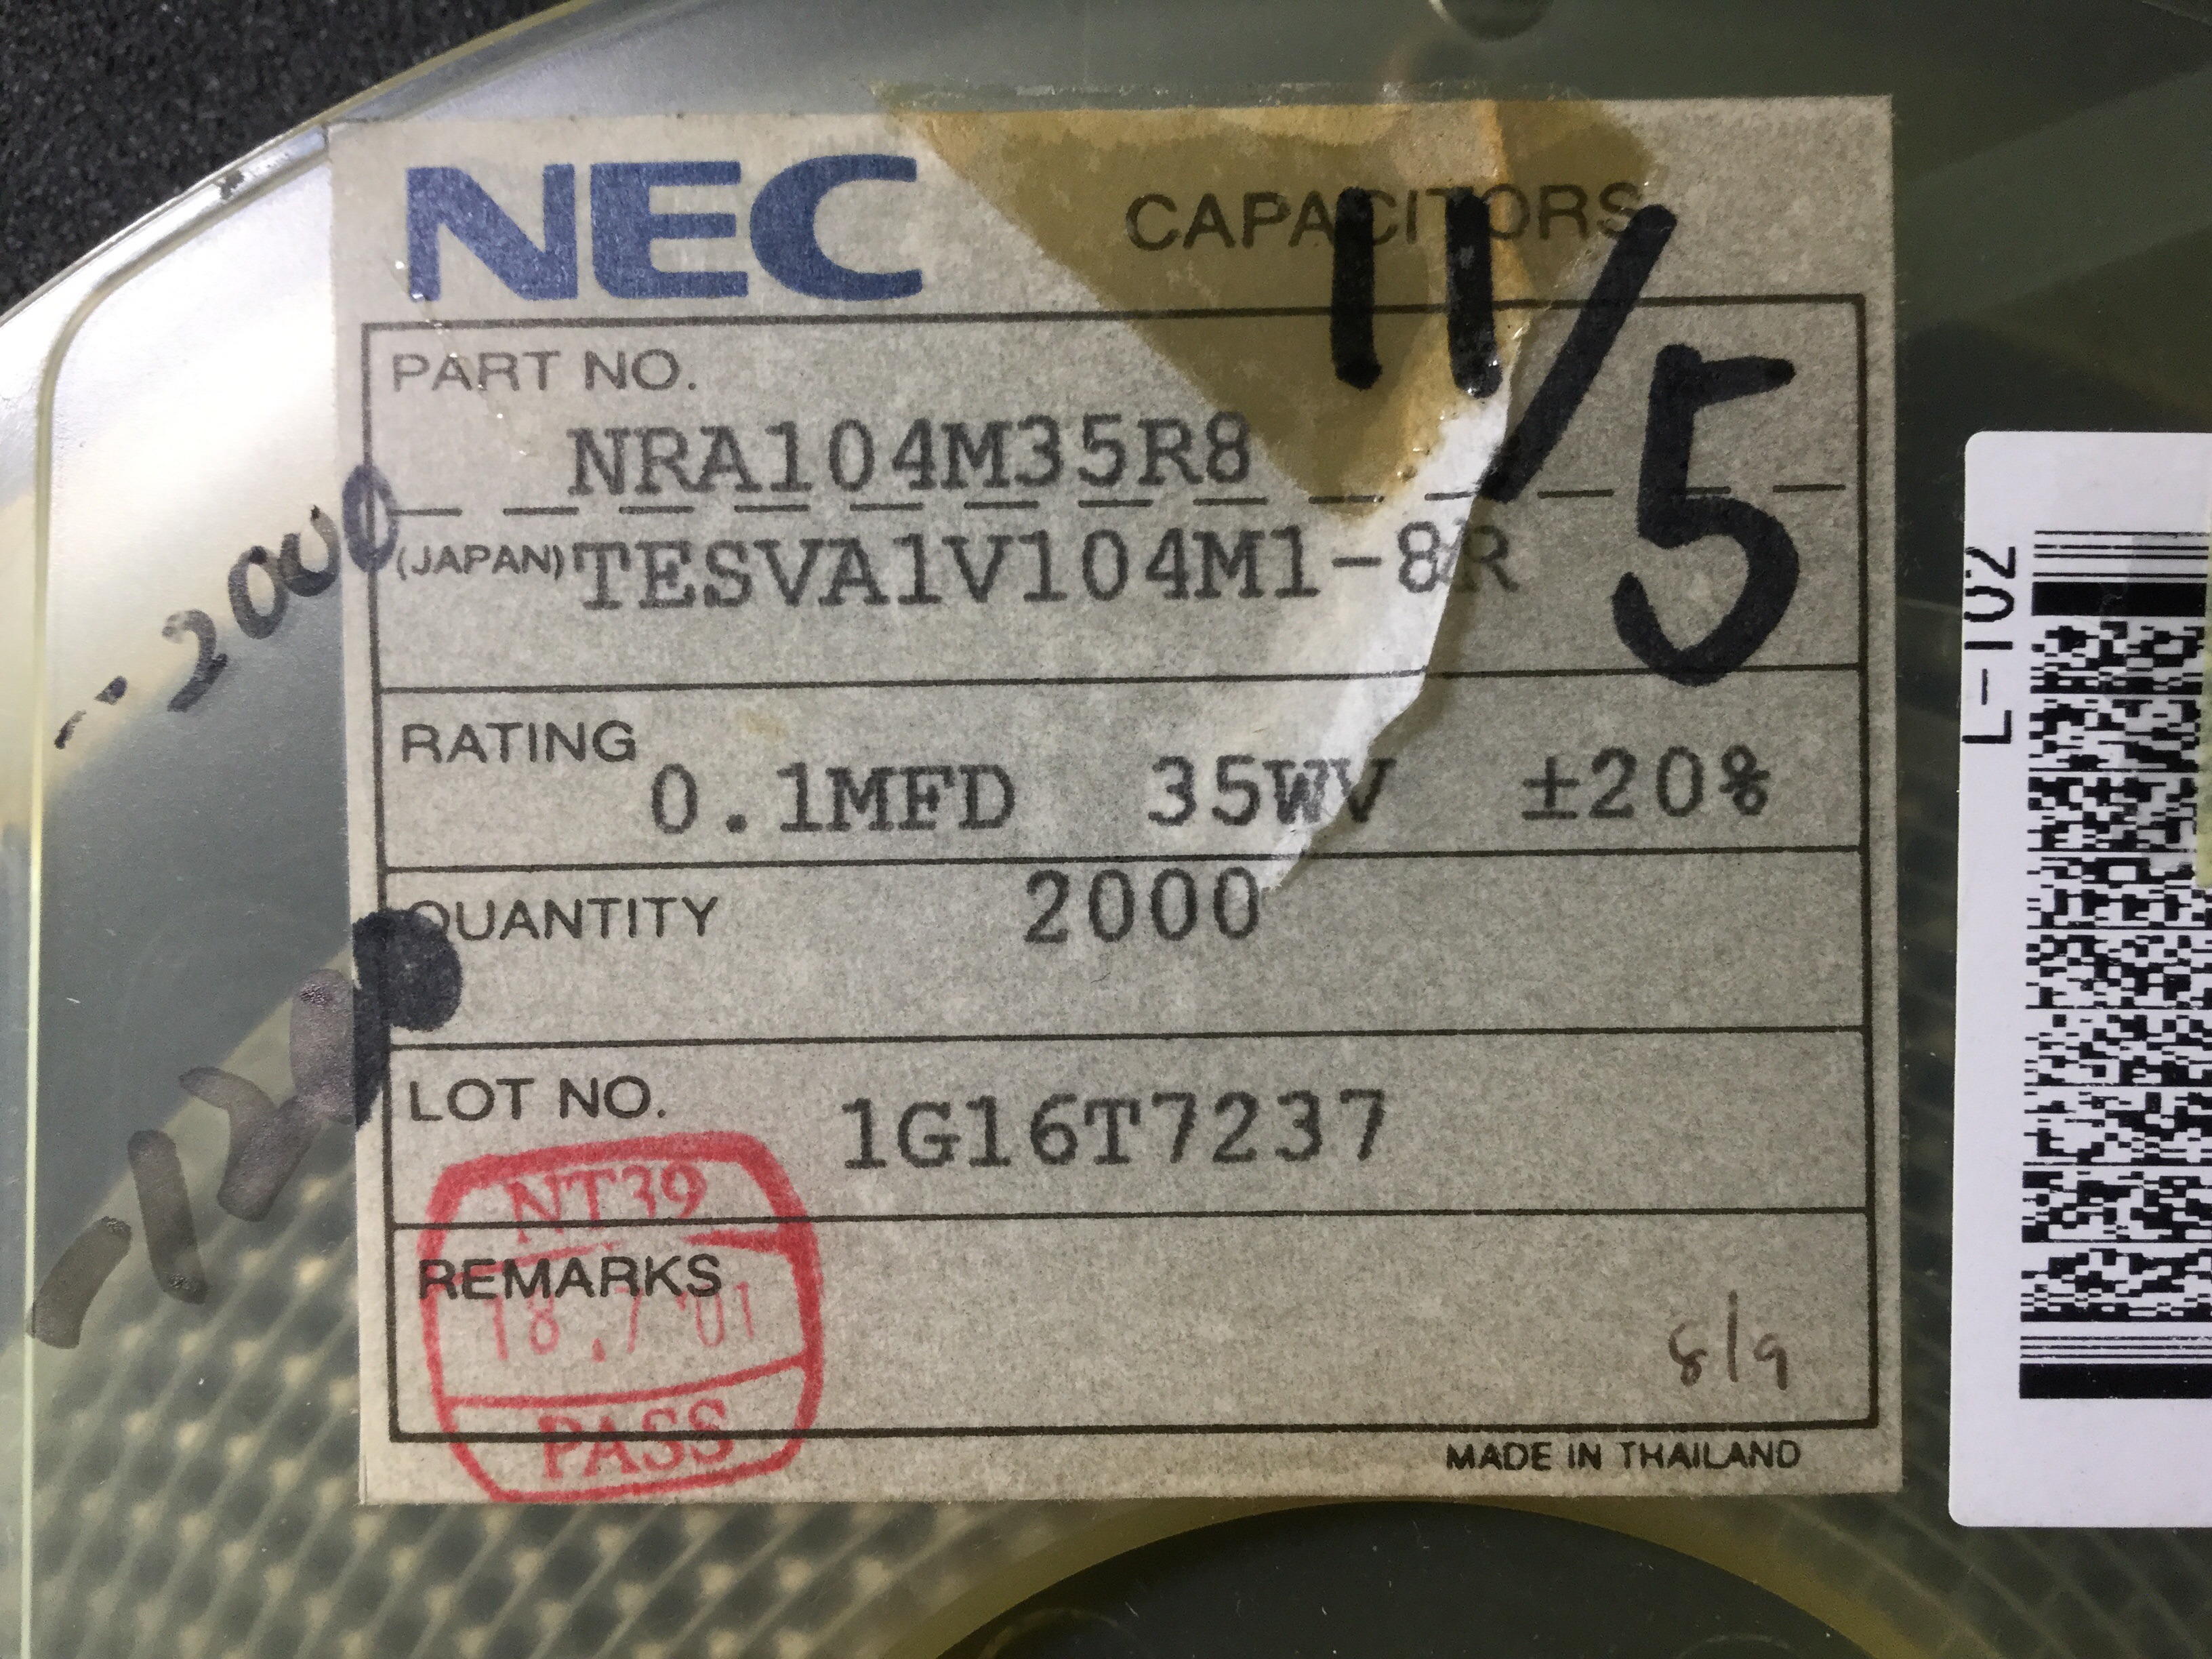 NEC CAPACITORS
11/5
PART NO.
NRA104M35R8
(JAPAN) TESVA1V104M1-8R
--2000
RATING
0.1MFD 35WV ±20%
QUANTITY 2000
LOT NO. 1G16T7237
NT39
REMARKS
18.7'01
PASS
8/9
MADE IN THAILAND
L-102